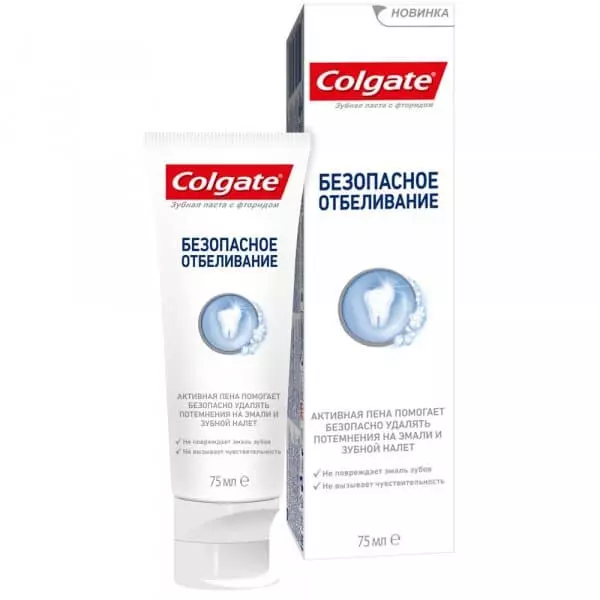 НОВИНКА
Colgate®
Зубная паста с фторидом
БЕЗОПАСНОЕ
ОТБЕЛИВАНИЕ
АКТИВНАЯ ПЕНА ПОМОГАЕТ
БЕЗОПАСНО УДАЛЯТЬ
ПОТЕМНЕНИЯ НА ЭМАЛИ И
ЗУБНОЙ НАЛЕТ
✓ Не повреждает эмаль зубов
✓ Не вызывает чувствительность
75 мл ℮
Colgate®
Зубная паста с фторидом
БЕЗОПАСНОЕ
ОТБЕЛИВАНИЕ
АКТИВНАЯ ПЕНА ПОМОГАЕТ
БЕЗОПАСНО УДАЛЯТЬ
ПОТЕМНЕНИЯ НА ЭМАЛИ И
ЗУБНОЙ НАЛЕТ
✓ Не повреждает эмаль зубов
✓ Не вызывает чувствительность
75 мл ℮